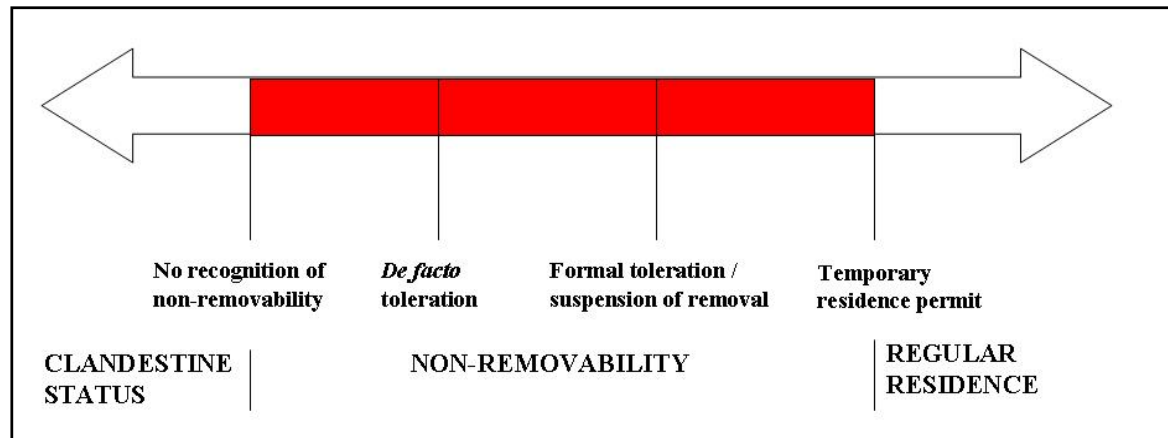 No recognition of
non-removability
De facto
toleration
Formal toleration /
suspension of removal
Temporary
residence permit
CLANDESTINE
STATUS
NON-REMOVABILITY
REGULAR
RESIDENCE